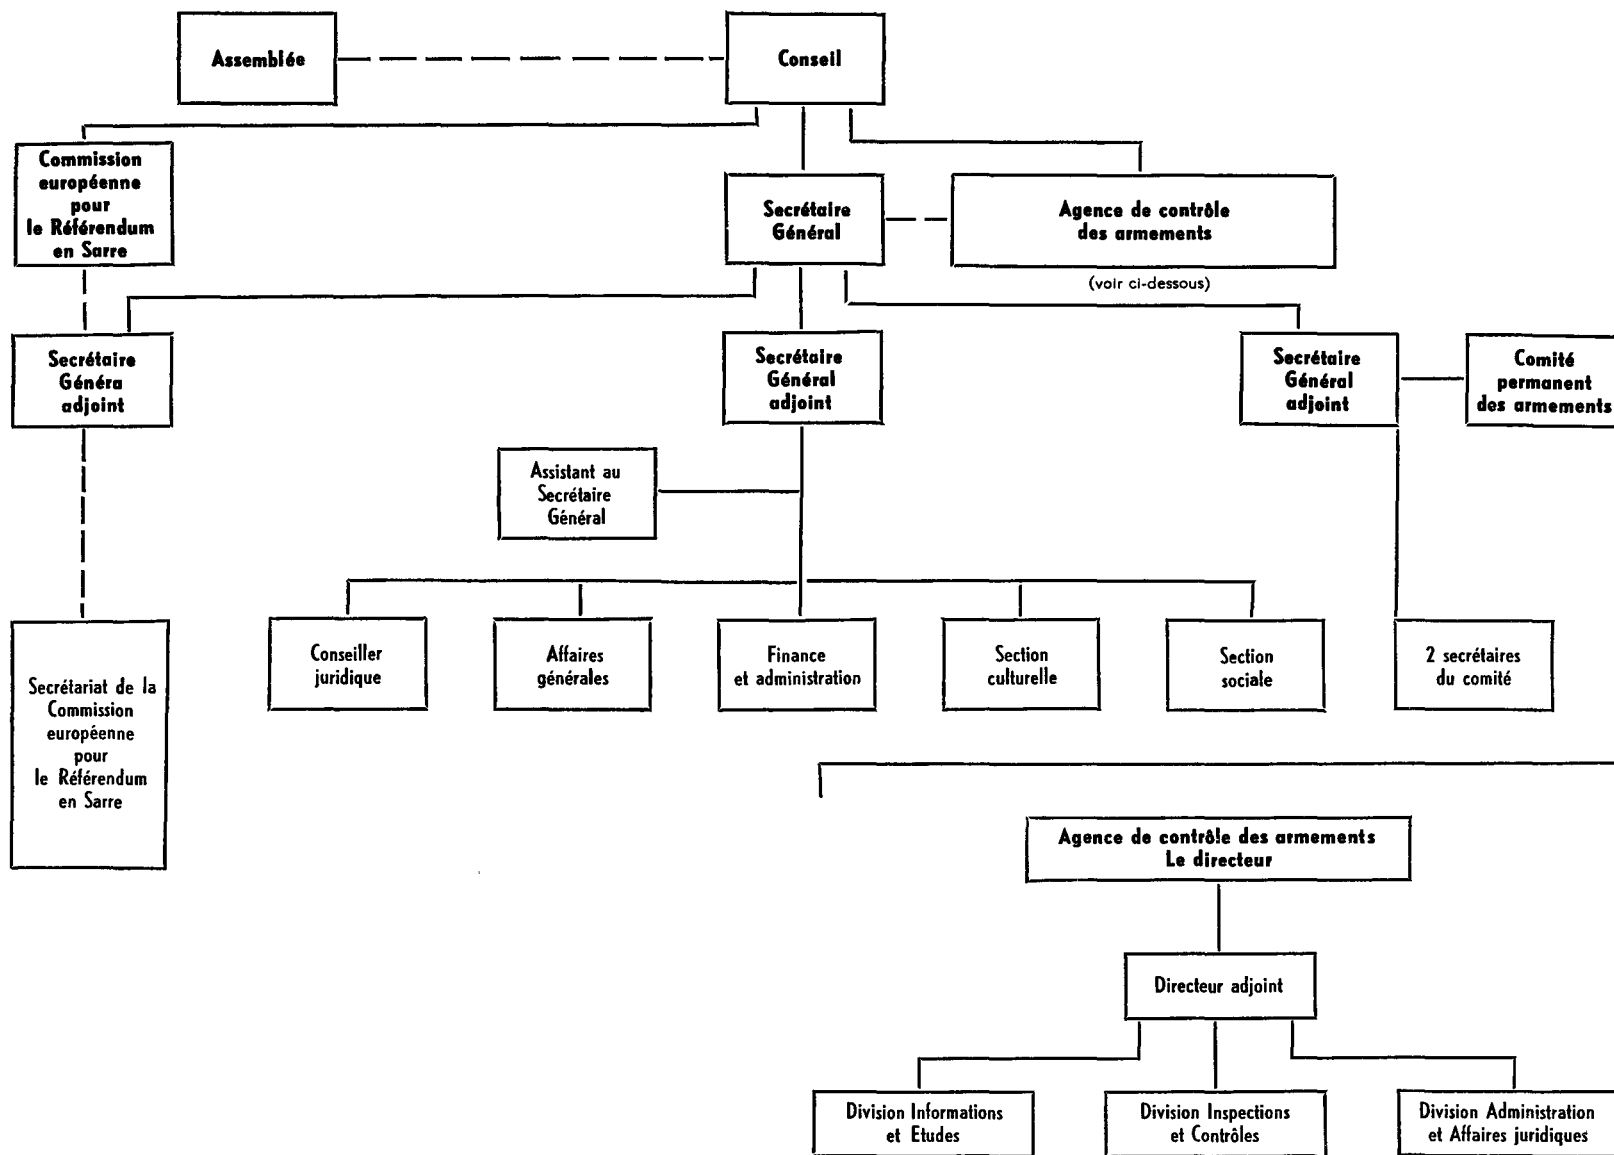 Assemblée
Conseil
Commission
européenne
pour
le Référendum
en Sarre
Secrétaire
Général
Agence de contrôle
des armements
(voir ci-dessous)
Secrétaire
Généra
adjoint
Secrétaire
Général
adjoint
Secrétaire
Général
adjoint
Comité
permanent
des armements
Assistant au
Secrétaire
Général
Secrétariat de la
Commission
européenne
pour
le Référendum
en Sarre
Conseiller
juridique
Affaires
générales
Finance
et administration
Section
culturelle
Section
sociale
2 secrétaires
du comité
Agence de contrôle des armements
Le directeur
Directeur adjoint
Division Informations
et Etudes
Division Inspections
et Contrôles
Division Administration
et Affaires juridiques